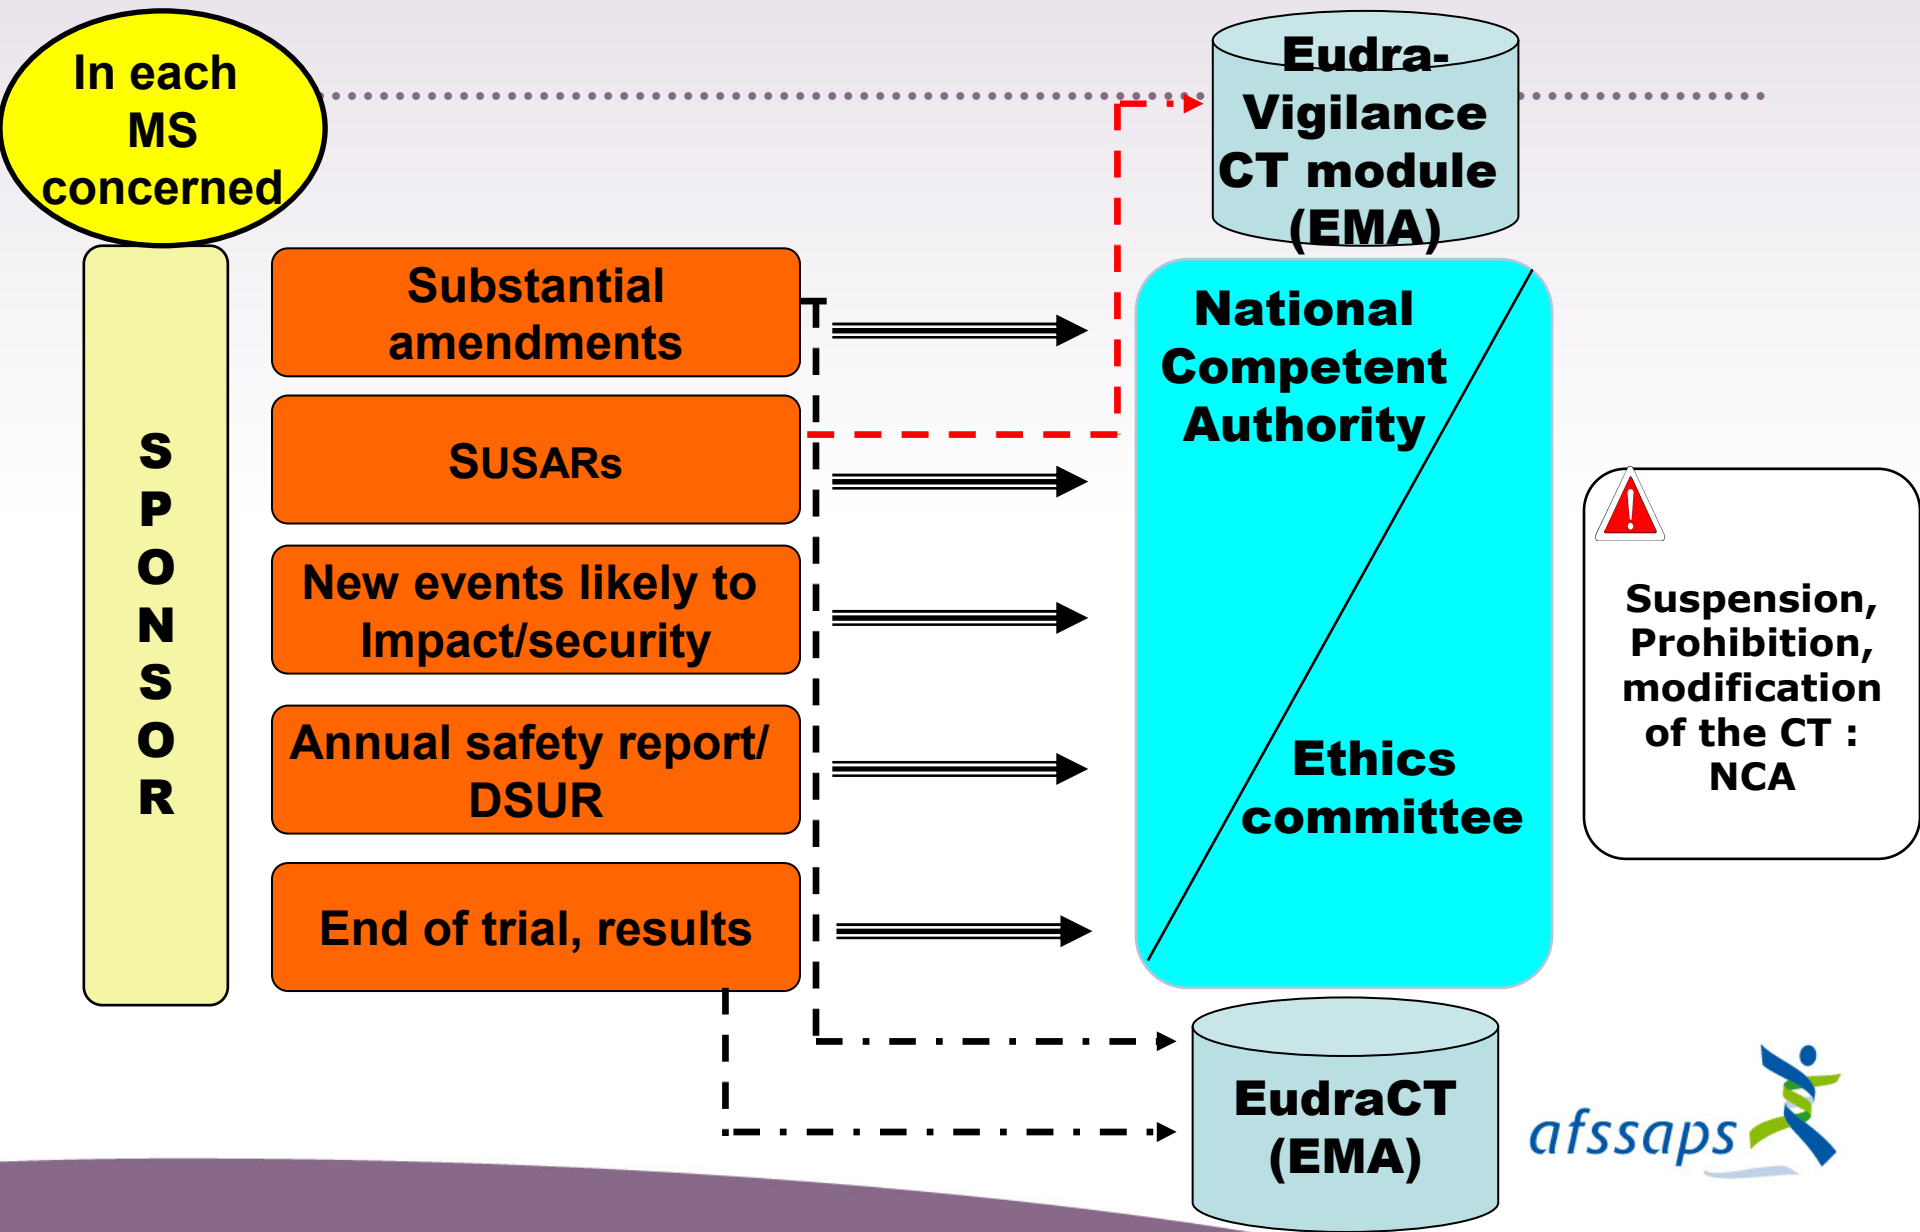 In each
MS
concerned
Eudra-
Vigilance
CT module
(EMA)
S
P
O
N
S
O
R
Substantial
amendments
SUSARs
New events likely to
Impact/security
Annual safety report/
DSUR
End of trial, results
National
Competent
Authority
Ethics
committee
!
Suspension,
Prohibition,
modification
of the CT :
NCA
EudraCT
(EMA)
afssaps